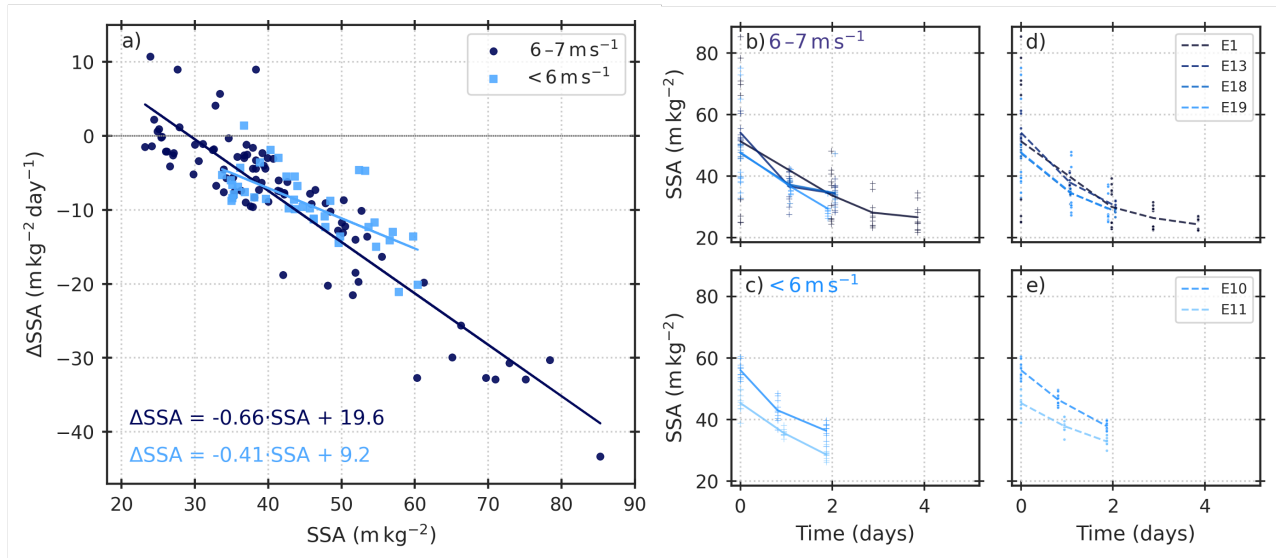 a)
6–7 m s⁻¹
< 6 m s⁻¹
10
0
−10
−20
−30
−40
ΔSSA (m kg⁻² day⁻¹)
ΔSSA = -0.66·SSA + 19.6
ΔSSA = -0.41·SSA + 9.2
20 30 40 50 60 70 80 90
SSA (m kg⁻²)
b) 6–7 m s⁻¹
80
60
40
20
SSA (m kg⁻²)
d)
E1
E13
E18
E19
c) < 6 m s⁻¹
80
60
40
20
SSA (m kg⁻²)
0 2 4
Time (days)
e)
E10
E11
0 2 4
Time (days)